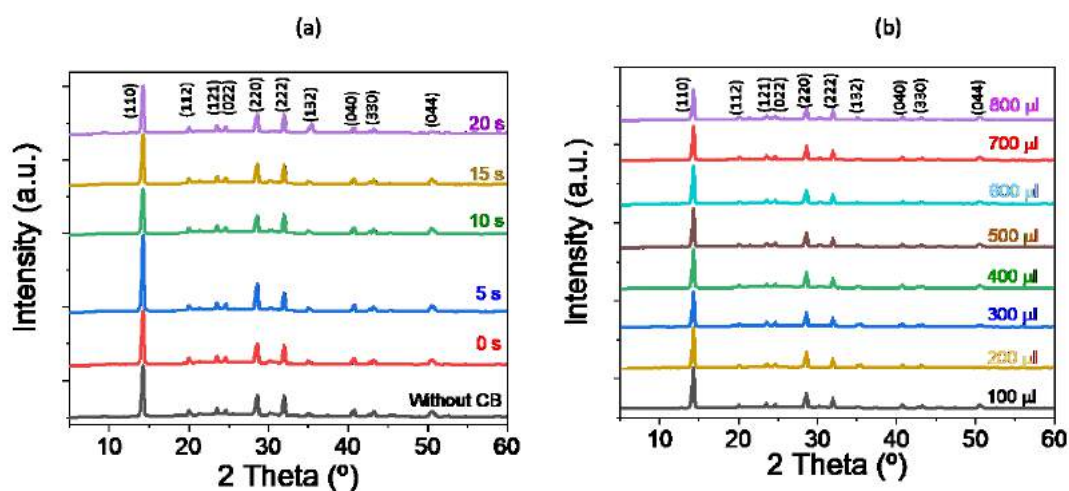 (a)
(110)
(112)
(121)
(022)
(220)
(222)
(132)
(040)
(330)
(044)
20 s
15 s
10 s
5 s
0 s
Without CB
Intensity (a.u.)
10 20 30 40 50 60
2 Theta (º)
(b)
(110)
(112)
(121)
(022)
(220)
(222)
(132)
(040)
(330)
(044)
800 µl
700 µl
600 µl
500 µl
400 µl
300 µl
200 µl
100 µl
Intensity (a.u.)
10 20 30 40 50 60
2 Theta (º)